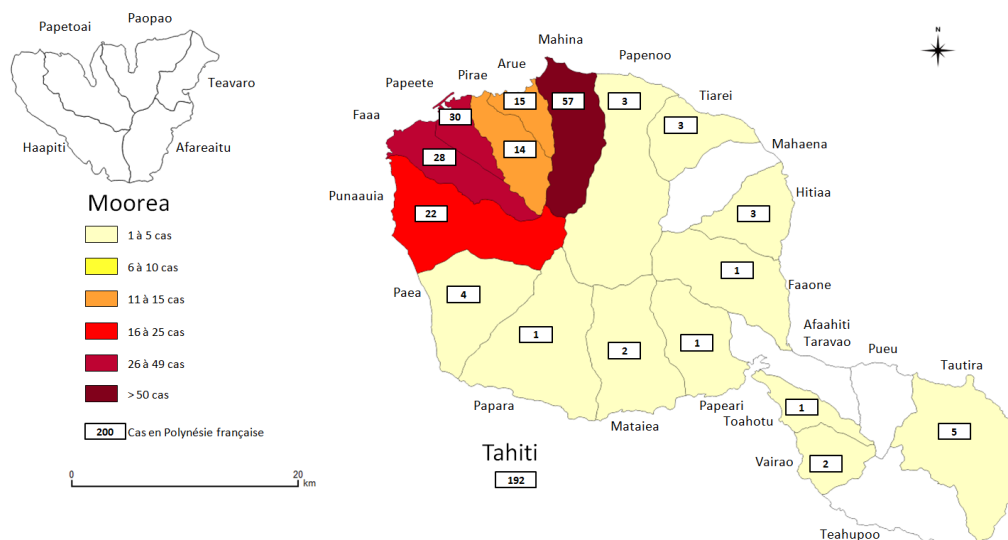 Papetoai
Paopao
Teavaro
Haapiti
Afareaitu
Moorea
1 à 5 cas
6 à 10 cas
11 à 15 cas
16 à 25 cas
26 à 49 cas
> 50 cas
200 Cas en Polynésie française
0 20
km
N
Mahina
Papenoo
Arue
Pirae
Papeete
Tiarei
Faaa
Mahaena
Punaauia
Hitiaa
Paea
Faaone
Afaahiti
Taravao
Pueu
Tautira
Papara
Mataiea
Papeari
Toahotu
Vairao
Teahupoo
15
57
3
30
3
14
28
22
3
1
4
1
2
1
1
5
2
Tahiti
192